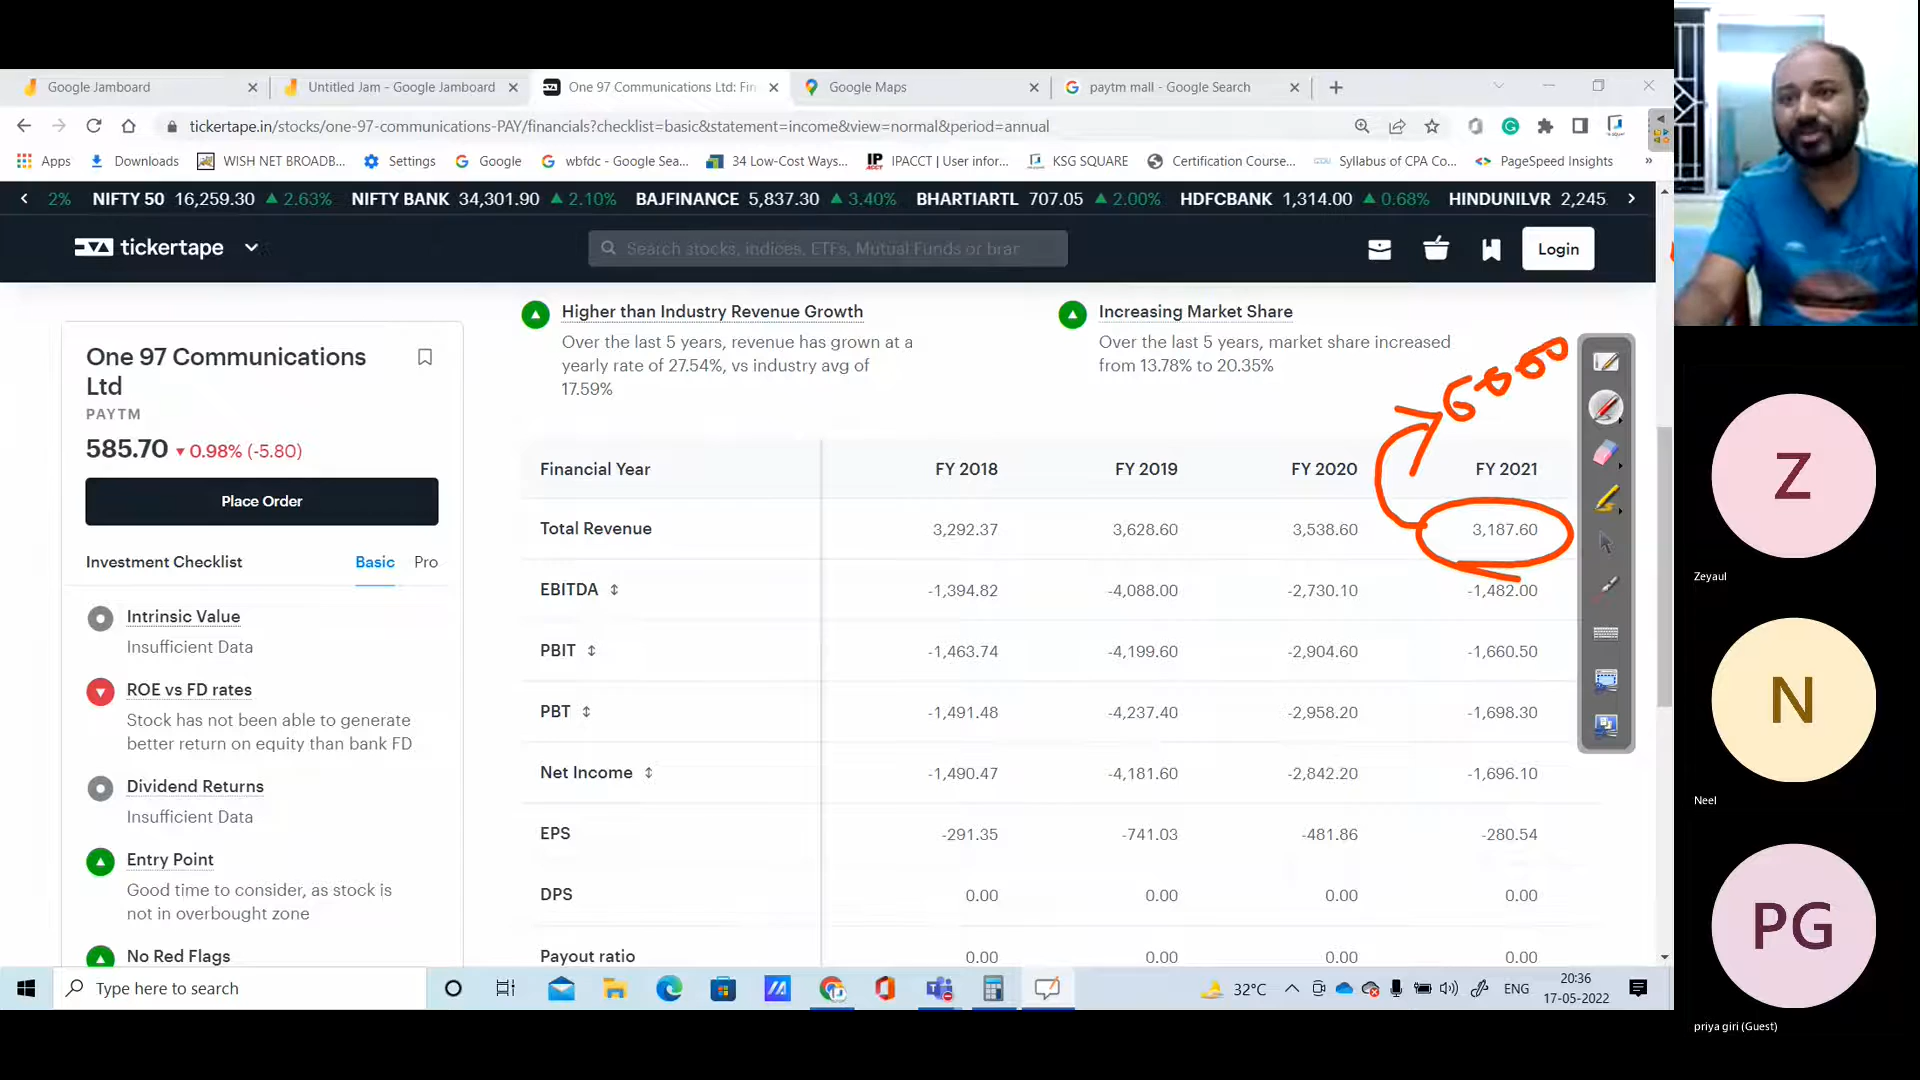 Google Jamboard
Untitled Jam - Google Jamboard
One 97 Communications Ltd: Fin
Google Maps
paytm mall - Google Search
tickertape.in/stocks/one-97-communications-PAY/financials?checklist=basic&statement=income&view=normal&period=annual
Apps Downloads WISH NET BROADB... Settings Google wbfdc - Google Sea... 34 Low-Cost Ways... IPACCT | User infor... KSG SQUARE Certification Course... Syllabus of CPA Co... PageSpeed Insights »
2% NIFTY 50 16,259.30 2.63% NIFTY BANK 34,301.90 2.10% BAJFINANCE 5,837.30 3.40% BHARTIARTL 707.05 2.00% HDFCBANK 1,314.00 0.68% HINDUNILVR 2,245
tickertape
Search stocks, indices, ETFs, Mutual Funds or brar
Login
One 97 Communications
Ltd
PAYTM
585.70 0.98% (-5.80)
Place Order
Investment Checklist Basic Pro
Intrinsic Value
Insufficient Data
ROE vs FD rates
Stock has not been able to generate
better return on equity than bank FD
Dividend Returns
Insufficient Data
Entry Point
Good time to consider, as stock is
not in overbought zone
No Red Flags
Higher than Industry Revenue Growth
Over the last 5 years, revenue has grown at a
yearly rate of 27.54%, vs industry avg of
17.59%
Increasing Market Share
Over the last 5 years, market share increased
from 13.78% to 20.35%
Financial Year FY 2018 FY 2019 FY 2020 FY 2021
Total Revenue 3,292.37 3,628.60 3,538.60 3,187.60
EBITDA -1,394.82 -4,088.00 -2,730.10 -1,482.00
PBIT -1,463.74 -4,199.60 -2,904.60 -1,660.50
PBT -1,491.48 -4,237.40 -2,958.20 -1,698.30
Net Income -1,490.47 -4,181.60 -2,842.20 -1,696.10
EPS -291.35 -741.03 -481.86 -280.54
DPS 0.00 0.00 0.00 0.00
Payout ratio 0.00 0.00 0.00 0.00
Type here to search
32°C
ENG
20:36
17-05-2022
Z
Zeyaul
N
Neel
PG
priya giri (Guest)